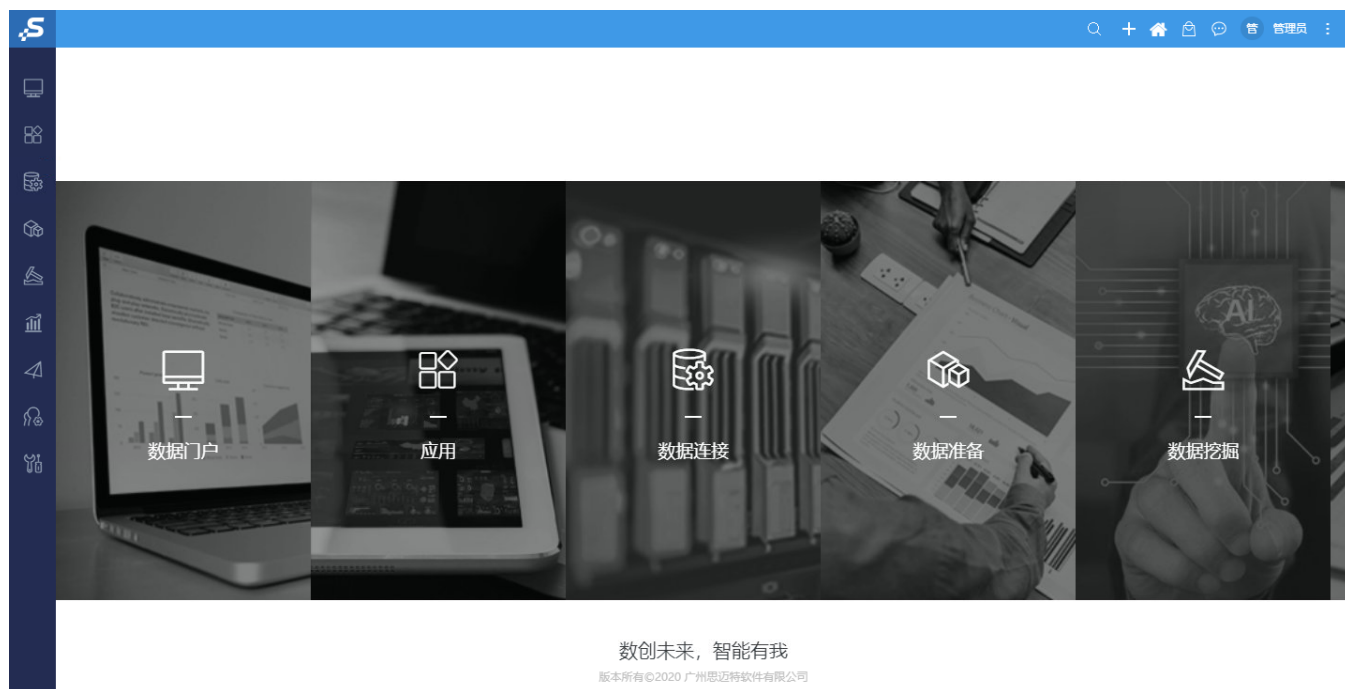 管 管理员
AI
数据门户
应用
数据连接
数据准备
数据挖掘
数创未来，智能有我
版本所有©2020 广州思迈特软件有限公司